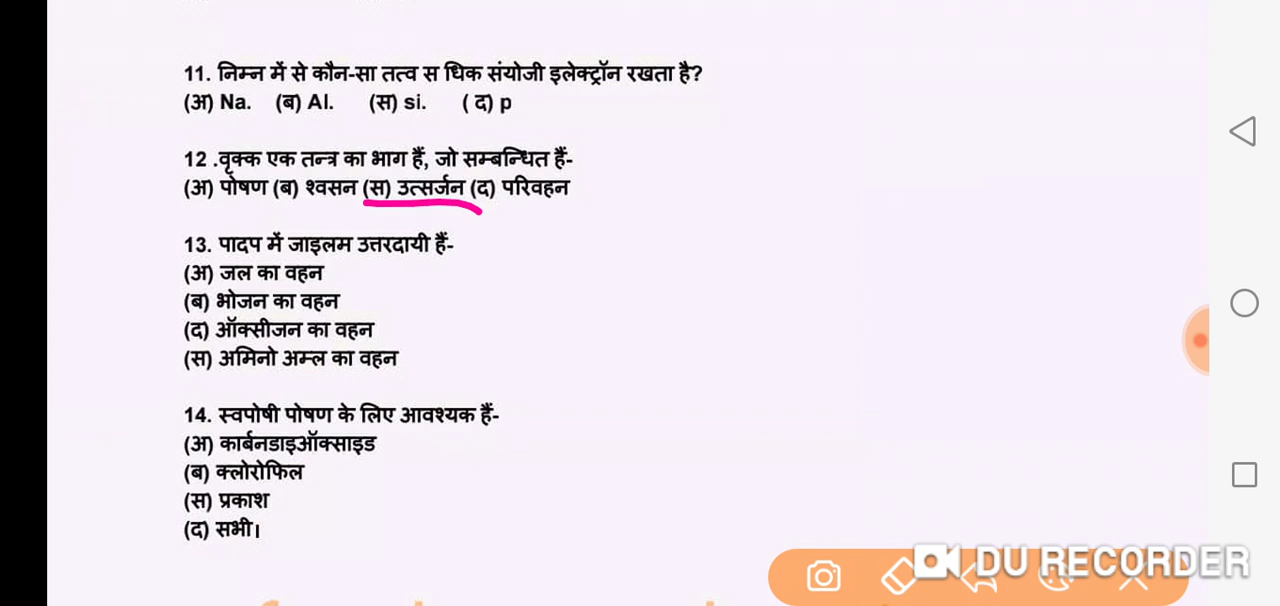 11. निम्न में से कौन-सा तत्व स धिक संयोजी इलेक्ट्रॉन रखता है?
(अ) Na. (ब) Al. (स) si. ( द) p
12 .वृक्क एक तन्त्र का भाग हैं, जो सम्बन्धित हैं-
(अ) पोषण (ब) श्वसन (स) उत्सर्जन (द) परिवहन
13. पादप में जाइलम उत्तरदायी हैं-
(अ) जल का वहन
(ब) भोजन का वहन
(द) ऑक्सीजन का वहन
(स) अमिनो अम्ल का वहन
14. स्वपोषी पोषण के लिए आवश्यक हैं-
(अ) कार्बनडाइऑक्साइड
(ब) क्लोरोफिल
(स) प्रकाश
(द) सभी।
DU RECORDER